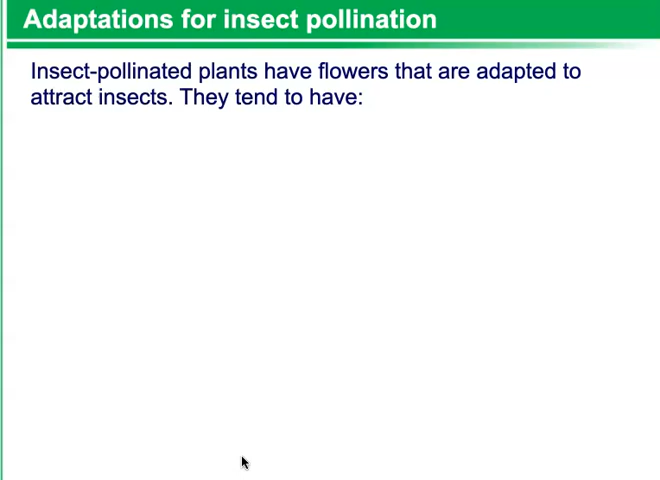 Adaptations for insect pollination
Insect-pollinated plants have flowers that are adapted to
attract insects. They tend to have: